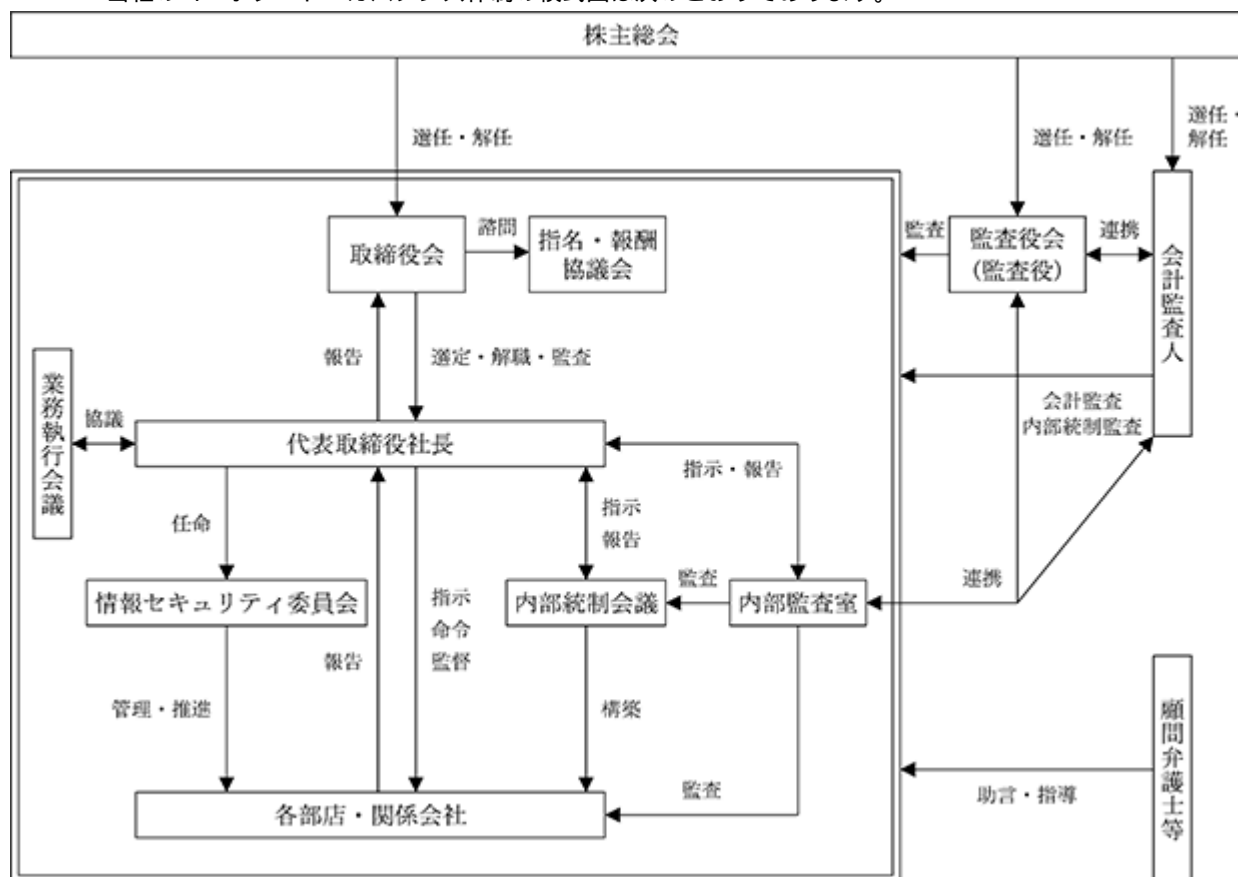 株主総会
選任・解任
選任・解任
選任・
解任
取締役会
諮問
指名・報酬
協議会
監査
監査役会
(監査役)
連携
会計監査人
報告
選定・解職・監査
業務執行会議
協議
代表取締役社長
会計監査
内部統制監査
指示・報告
任命
指示
報告
情報セキュリティ委員会
指示
命令
監督
内部統制会議
監査
内部監査室
連携
報告
管理・推進
構築
顧問弁護士等
各部店・関係会社
監査
助言・指導